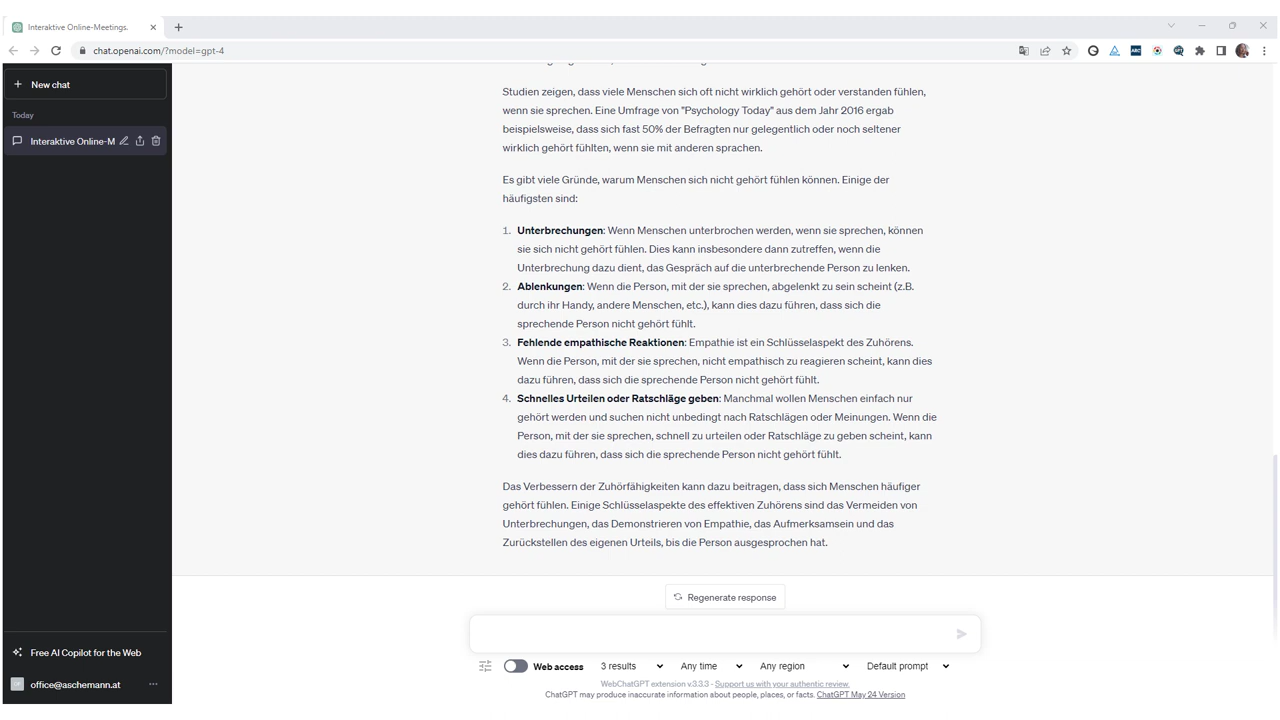 Interaktive Online-Meetings.
chat.openai.com/?model=gpt-4
ABC
New chat
Today
Interaktive Online-M
Studien zeigen, dass viele Menschen sich oft nicht wirklich gehört oder verstanden fühlen,
wenn sie sprechen. Eine Umfrage von "Psychology Today" aus dem Jahr 2016 ergab
beispielsweise, dass sich fast 50% der Befragten nur gelegentlich oder noch seltener
wirklich gehört fühlten, wenn sie mit anderen sprachen.
Es gibt viele Gründe, warum Menschen sich nicht gehört fühlen können. Einige der
häufigsten sind:
1. Unterbrechungen: Wenn Menschen unterbrochen werden, wenn sie sprechen, können
sie sich nicht gehört fühlen. Dies kann insbesondere dann zutreffen, wenn die
Unterbrechung dazu dient, das Gespräch auf die unterbrechende Person zu lenken.
2. Ablenkungen: Wenn die Person, mit der sie sprechen, abgelenkt zu sein scheint (z.B.
durch ihr Handy, andere Menschen, etc.), kann dies dazu führen, dass sich die
sprechende Person nicht gehört fühlt.
3. Fehlende empathische Reaktionen: Empathie ist ein Schlüsselaspekt des Zuhörens.
Wenn die Person, mit der sie sprechen, nicht empathisch zu reagieren scheint, kann dies
dazu führen, dass sich die sprechende Person nicht gehört fühlt.
4. Schnelles Urteilen oder Ratschläge geben: Manchmal wollen Menschen einfach nur
gehört werden und suchen nicht unbedingt nach Ratschlägen oder Meinungen. Wenn die
Person, mit der sie sprechen, schnell zu urteilen oder Ratschläge zu geben scheint, kann
dies dazu führen, dass sich die sprechende Person nicht gehört fühlt.
Das Verbessern der Zuhörfähigkeiten kann dazu beitragen, dass sich Menschen häufiger
gehört fühlen. Einige Schlüsselaspekte des effektiven Zuhörens sind das Vermeiden von
Unterbrechungen, das Demonstrieren von Empathie, das Aufmerksamsein und das
Zurückstellen des eigenen Urteils, bis die Person ausgesprochen hat.
Regenerate response
Web access 3 results Any time Any region Default prompt
WebChatGPT extension v.3.3.3 - Support us with your authentic review.
ChatGPT may produce inaccurate information about people, places, or facts. ChatGPT May 24 Version
Free AI Copilot for the Web
office@aschemann.at